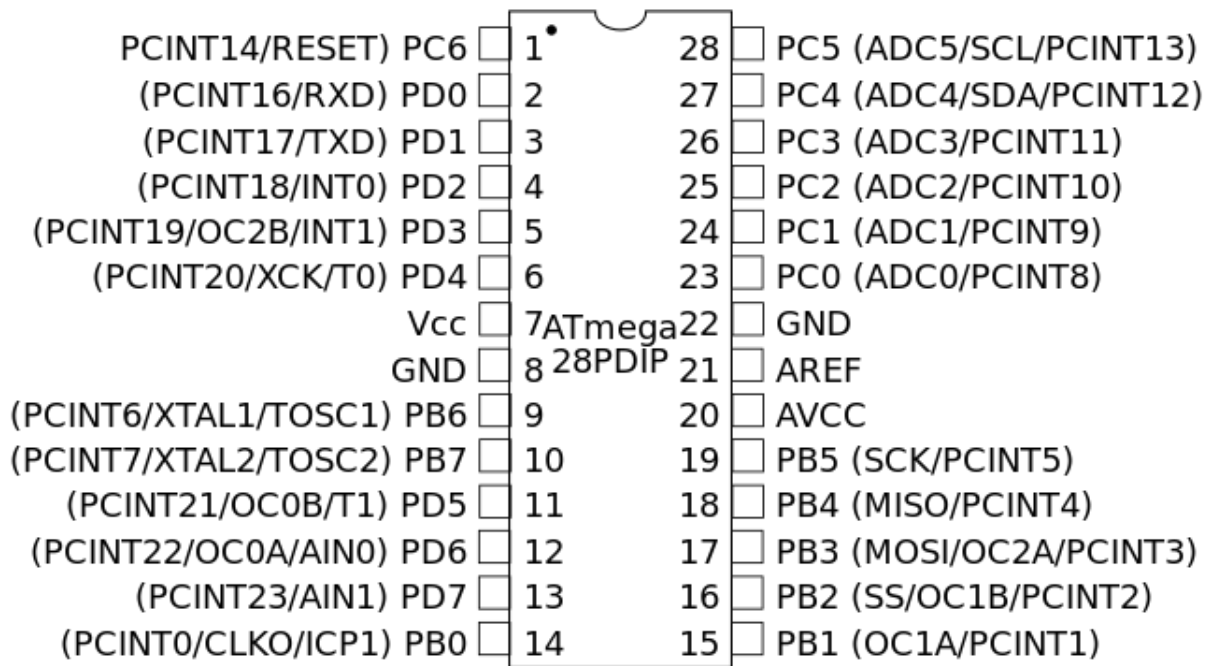 PCINT14/RESET) PC6 1 28 PC5 (ADC5/SCL/PCINT13)
(PCINT16/RXD) PD0 2 27 PC4 (ADC4/SDA/PCINT12)
(PCINT17/TXD) PD1 3 26 PC3 (ADC3/PCINT11)
(PCINT18/INT0) PD2 4 25 PC2 (ADC2/PCINT10)
(PCINT19/OC2B/INT1) PD3 5 24 PC1 (ADC1/PCINT9)
(PCINT20/XCK/T0) PD4 6 23 PC0 (ADC0/PCINT8)
Vcc 7 ATmega 22 GND
GND 8 28PDIP 21 AREF
(PCINT6/XTAL1/TOSC1) PB6 9 20 AVCC
(PCINT7/XTAL2/TOSC2) PB7 10 19 PB5 (SCK/PCINT5)
(PCINT21/OC0B/T1) PD5 11 18 PB4 (MISO/PCINT4)
(PCINT22/OC0A/AIN0) PD6 12 17 PB3 (MOSI/OC2A/PCINT3)
(PCINT23/AIN1) PD7 13 16 PB2 (SS/OC1B/PCINT2)
(PCINT0/CLKO/ICP1) PB0 14 15 PB1 (OC1A/PCINT1)